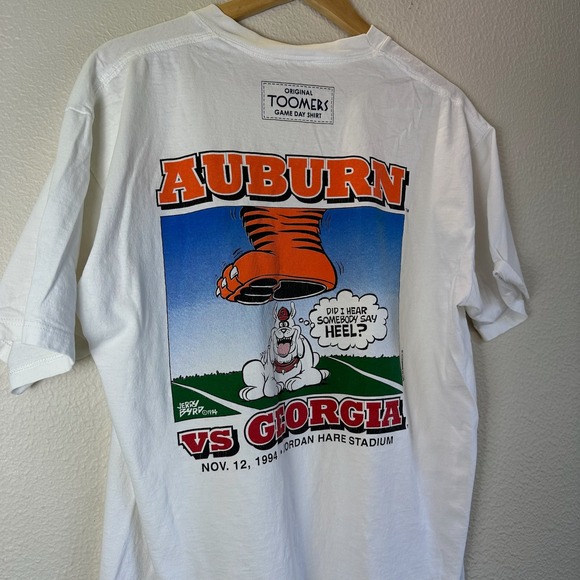 ORIGINAL
TOOMERS
GAME DAY SHIRT
AUBURN
DID I HEAR
SOMEBODY SAY
HEEL?
JERRY
BYRD ©1994
VS GEORGIA
NOV. 12, 1994 JORDAN HARE STADIUM